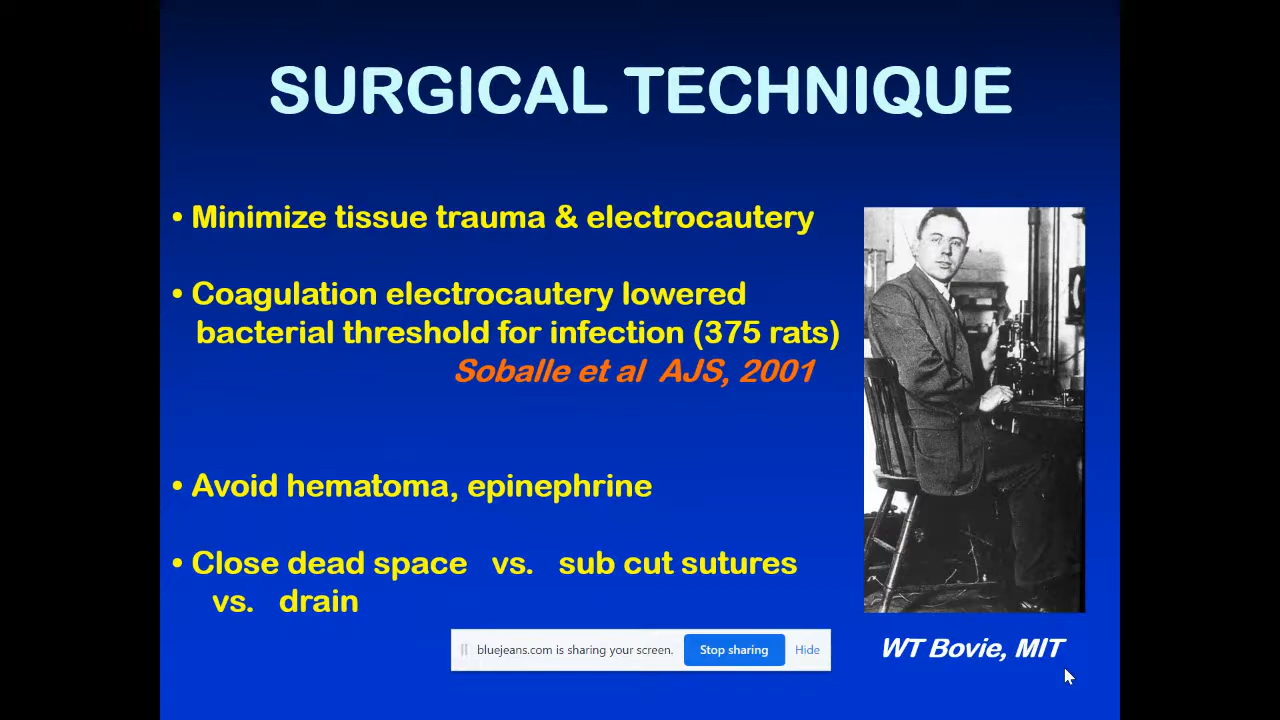 SURGICAL TECHNIQUE
• Minimize tissue trauma & electrocautery
• Coagulation electrocautery lowered
bacterial threshold for infection (375 rats)
Soballe et al AJS, 2001
• Avoid hematoma, epinephrine
• Close dead space vs. sub cut sutures
vs. drain
bluejeans.com is sharing your screen. Stop sharing Hide
WT Bovie, MIT